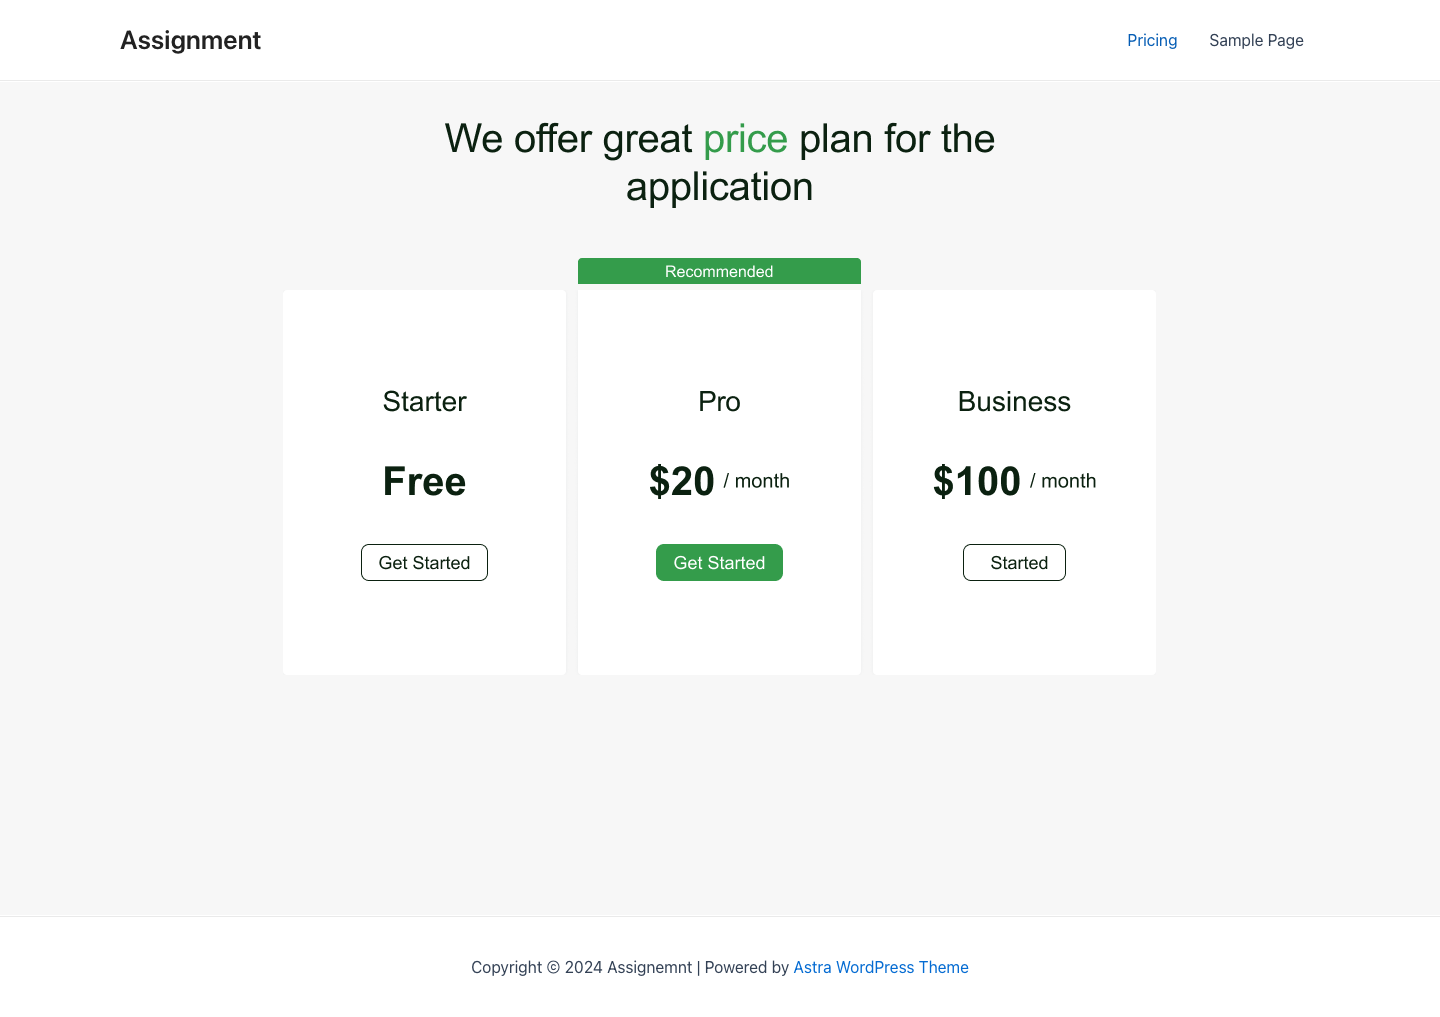 Assignment
Pricing
Sample Page
We offer great price plan for the
application
Recommended
Starter
Free
Get Started
Pro
$20 / month
Get Started
Business
$100 / month
Started
Copyright © 2024 Assignemnt | Powered by Astra WordPress Theme